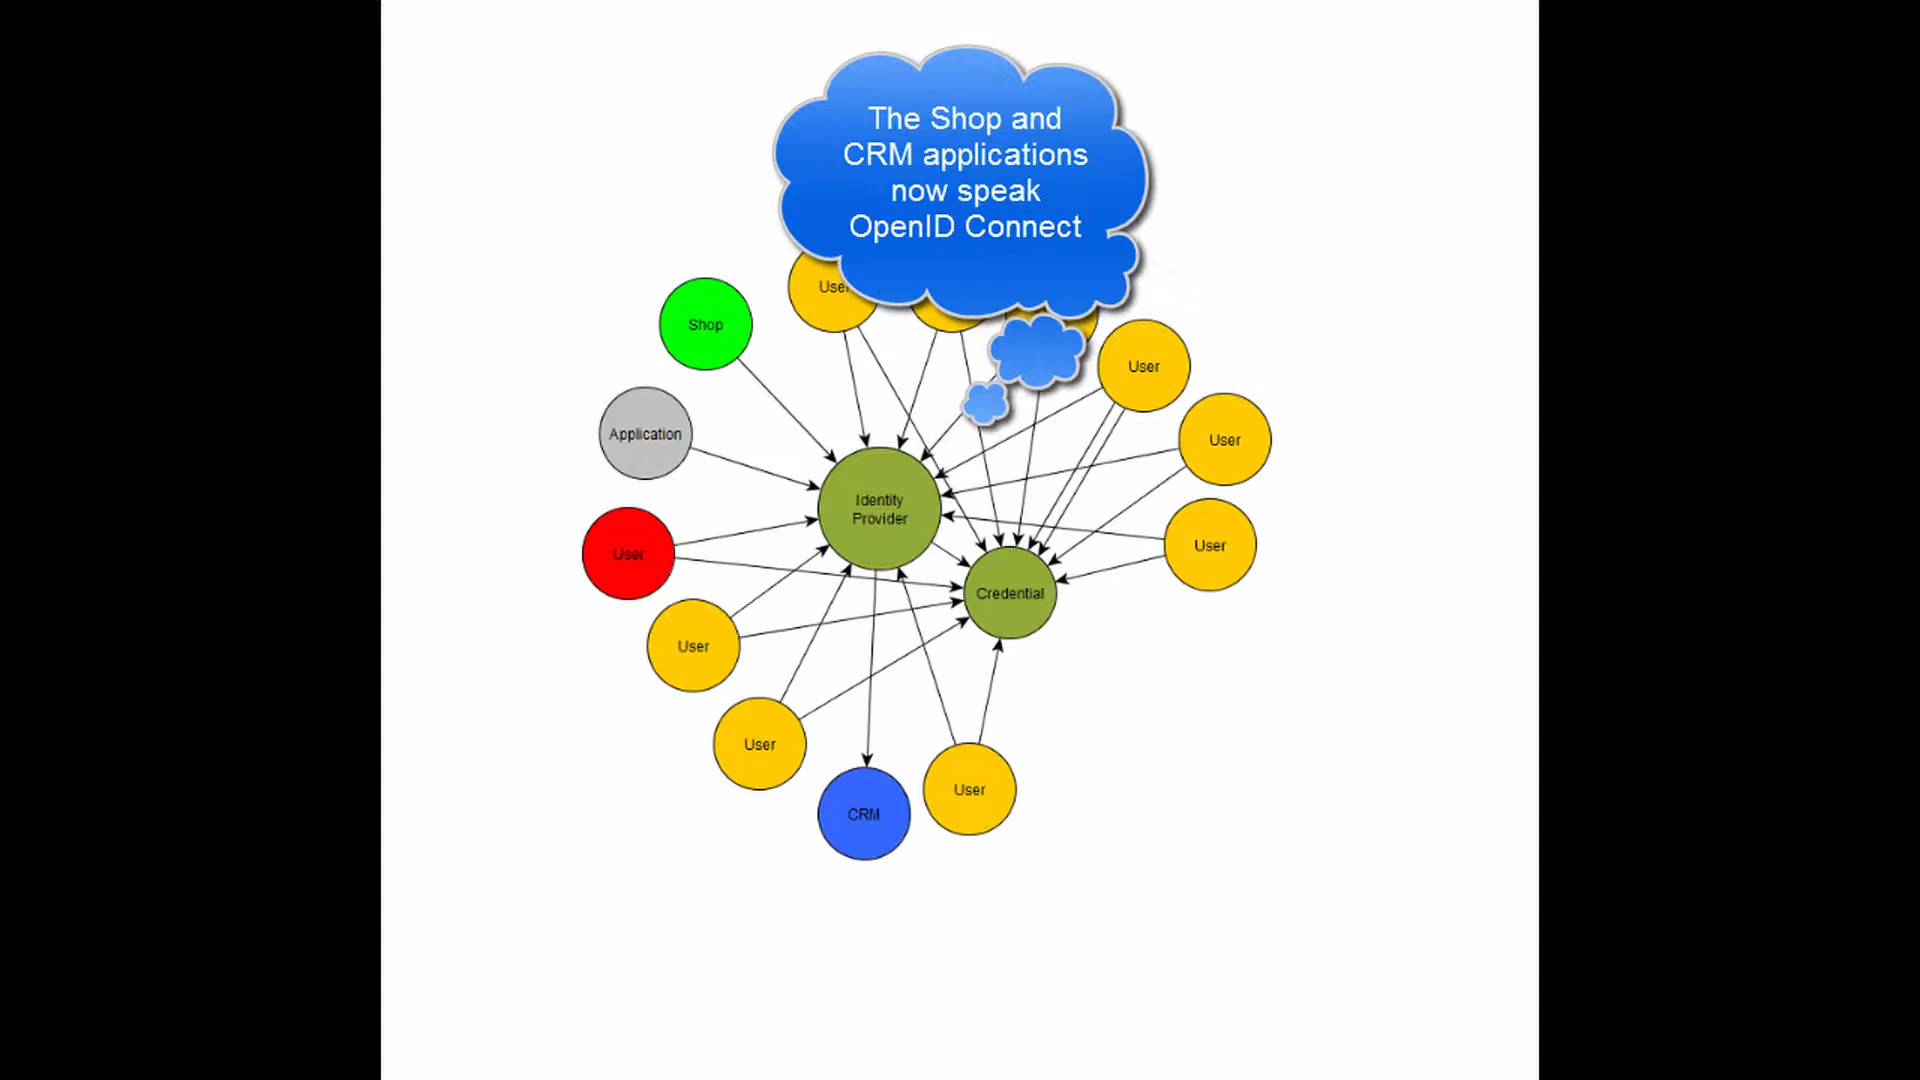 The Shop and
CRM applications
now speak
OpenID Connect
User
Shop
User
Application
User
Identity
Provider
User
User
Credential
User
User
User
CRM